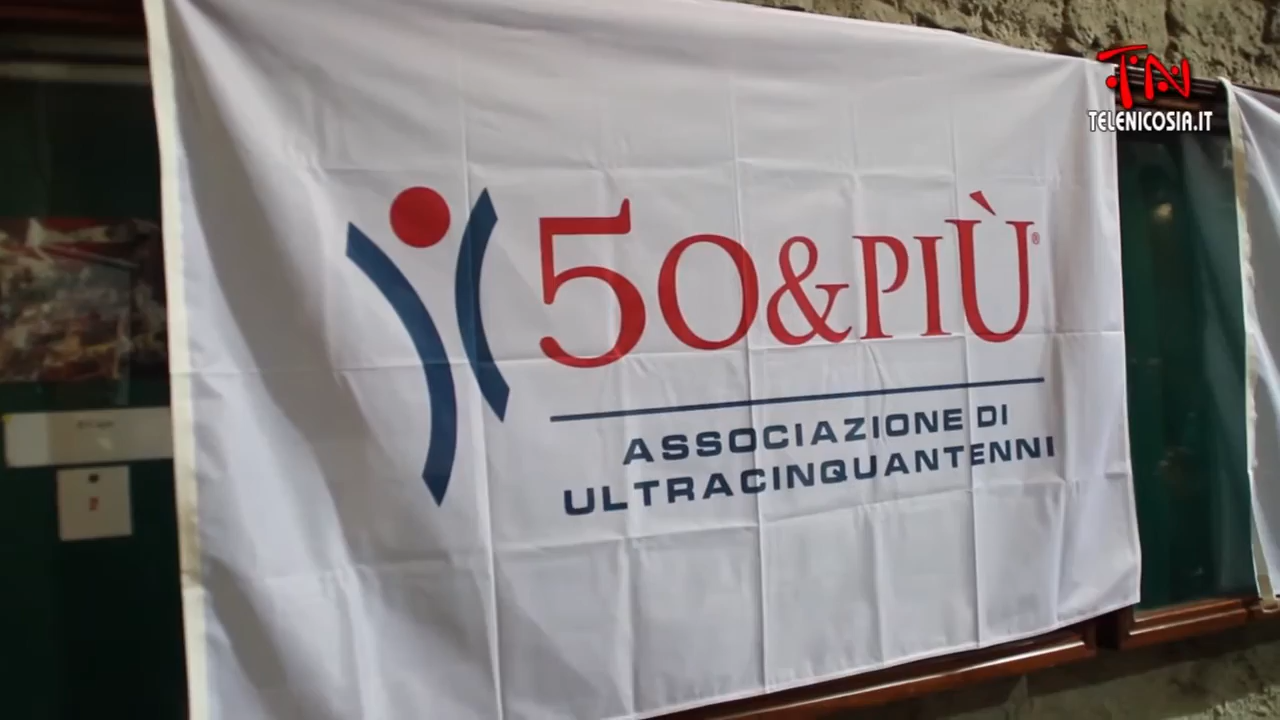 TN
TELENICOSIA.IT
50&PIÙ®
ASSOCIAZIONE DI
ULTRACINQUANTENNI